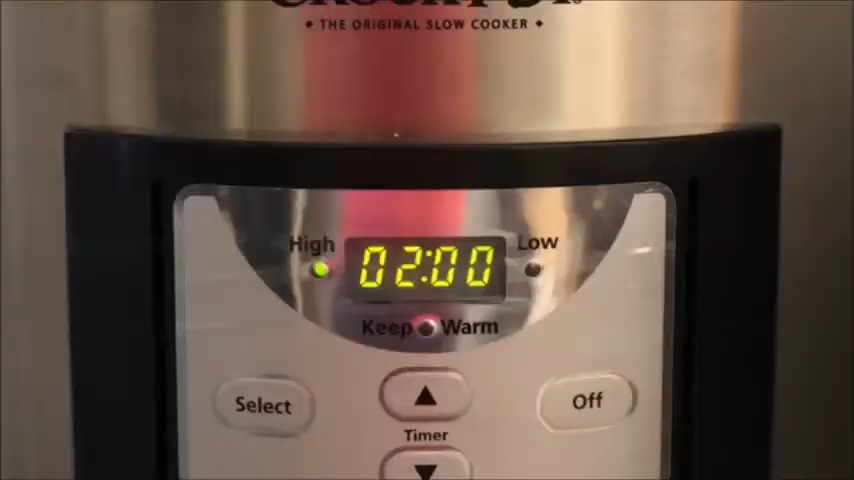 • THE ORIGINAL SLOW COOKER •
High
02:00
Low
Keep Warm
Select
Off
Timer